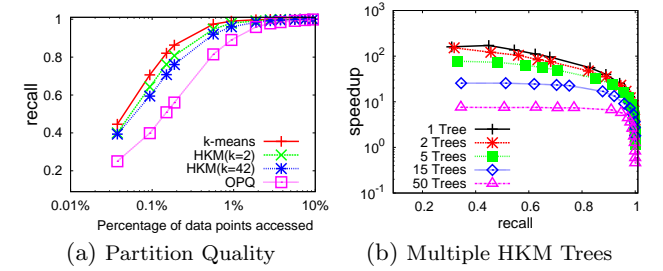 1
0.8
0.6
0.4
0.2
recall
k-means
HKM(k=2)
HKM(k=42)
OPQ
0.01% 0.1% 1% 10%
Percentage of data points accessed
(a) Partition Quality
10^3
10^2
10^1
10^0
10^-1
speedup
1 Tree
2 Trees
5 Trees
15 Trees
50 Trees
0.2 0.4 0.6 0.8 1
recall
(b) Multiple HKM Trees